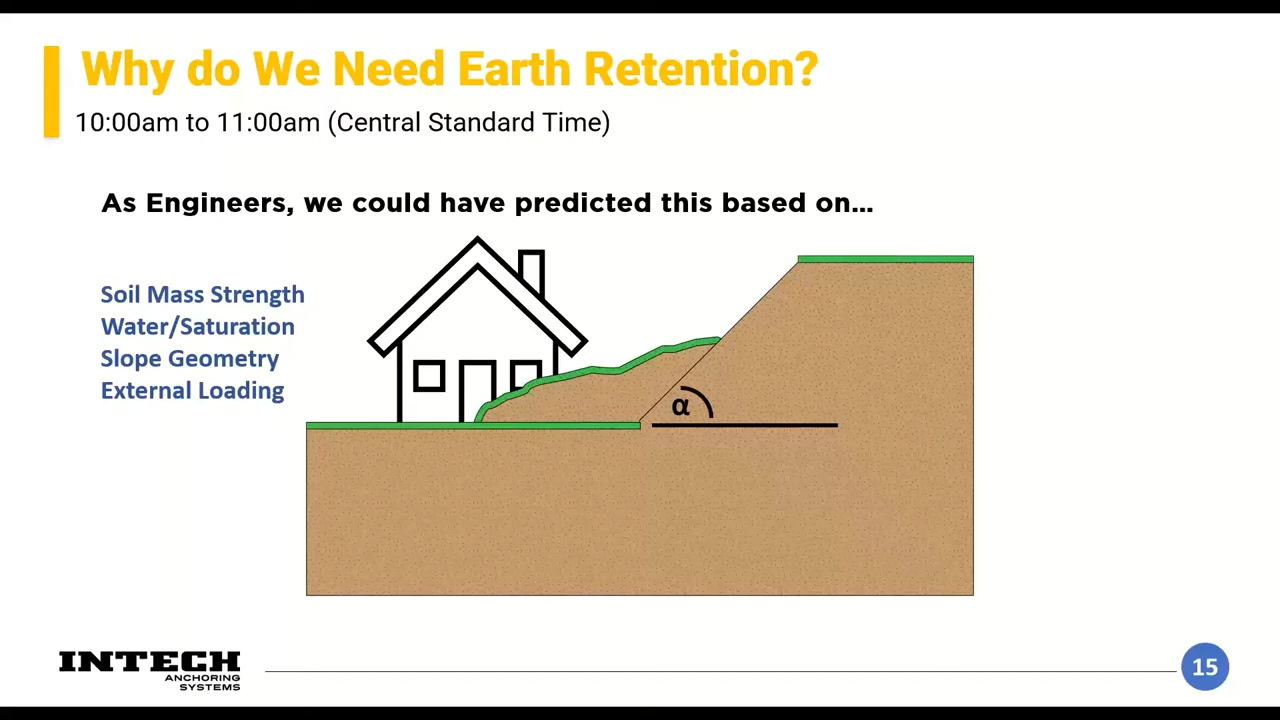 Why do We Need Earth Retention?
10:00am to 11:00am (Central Standard Time)
As Engineers, we could have predicted this based on...
Soil Mass Strength
Water/Saturation
Slope Geometry
External Loading
α
INTECH
ANCHORING
SYSTEMS
15